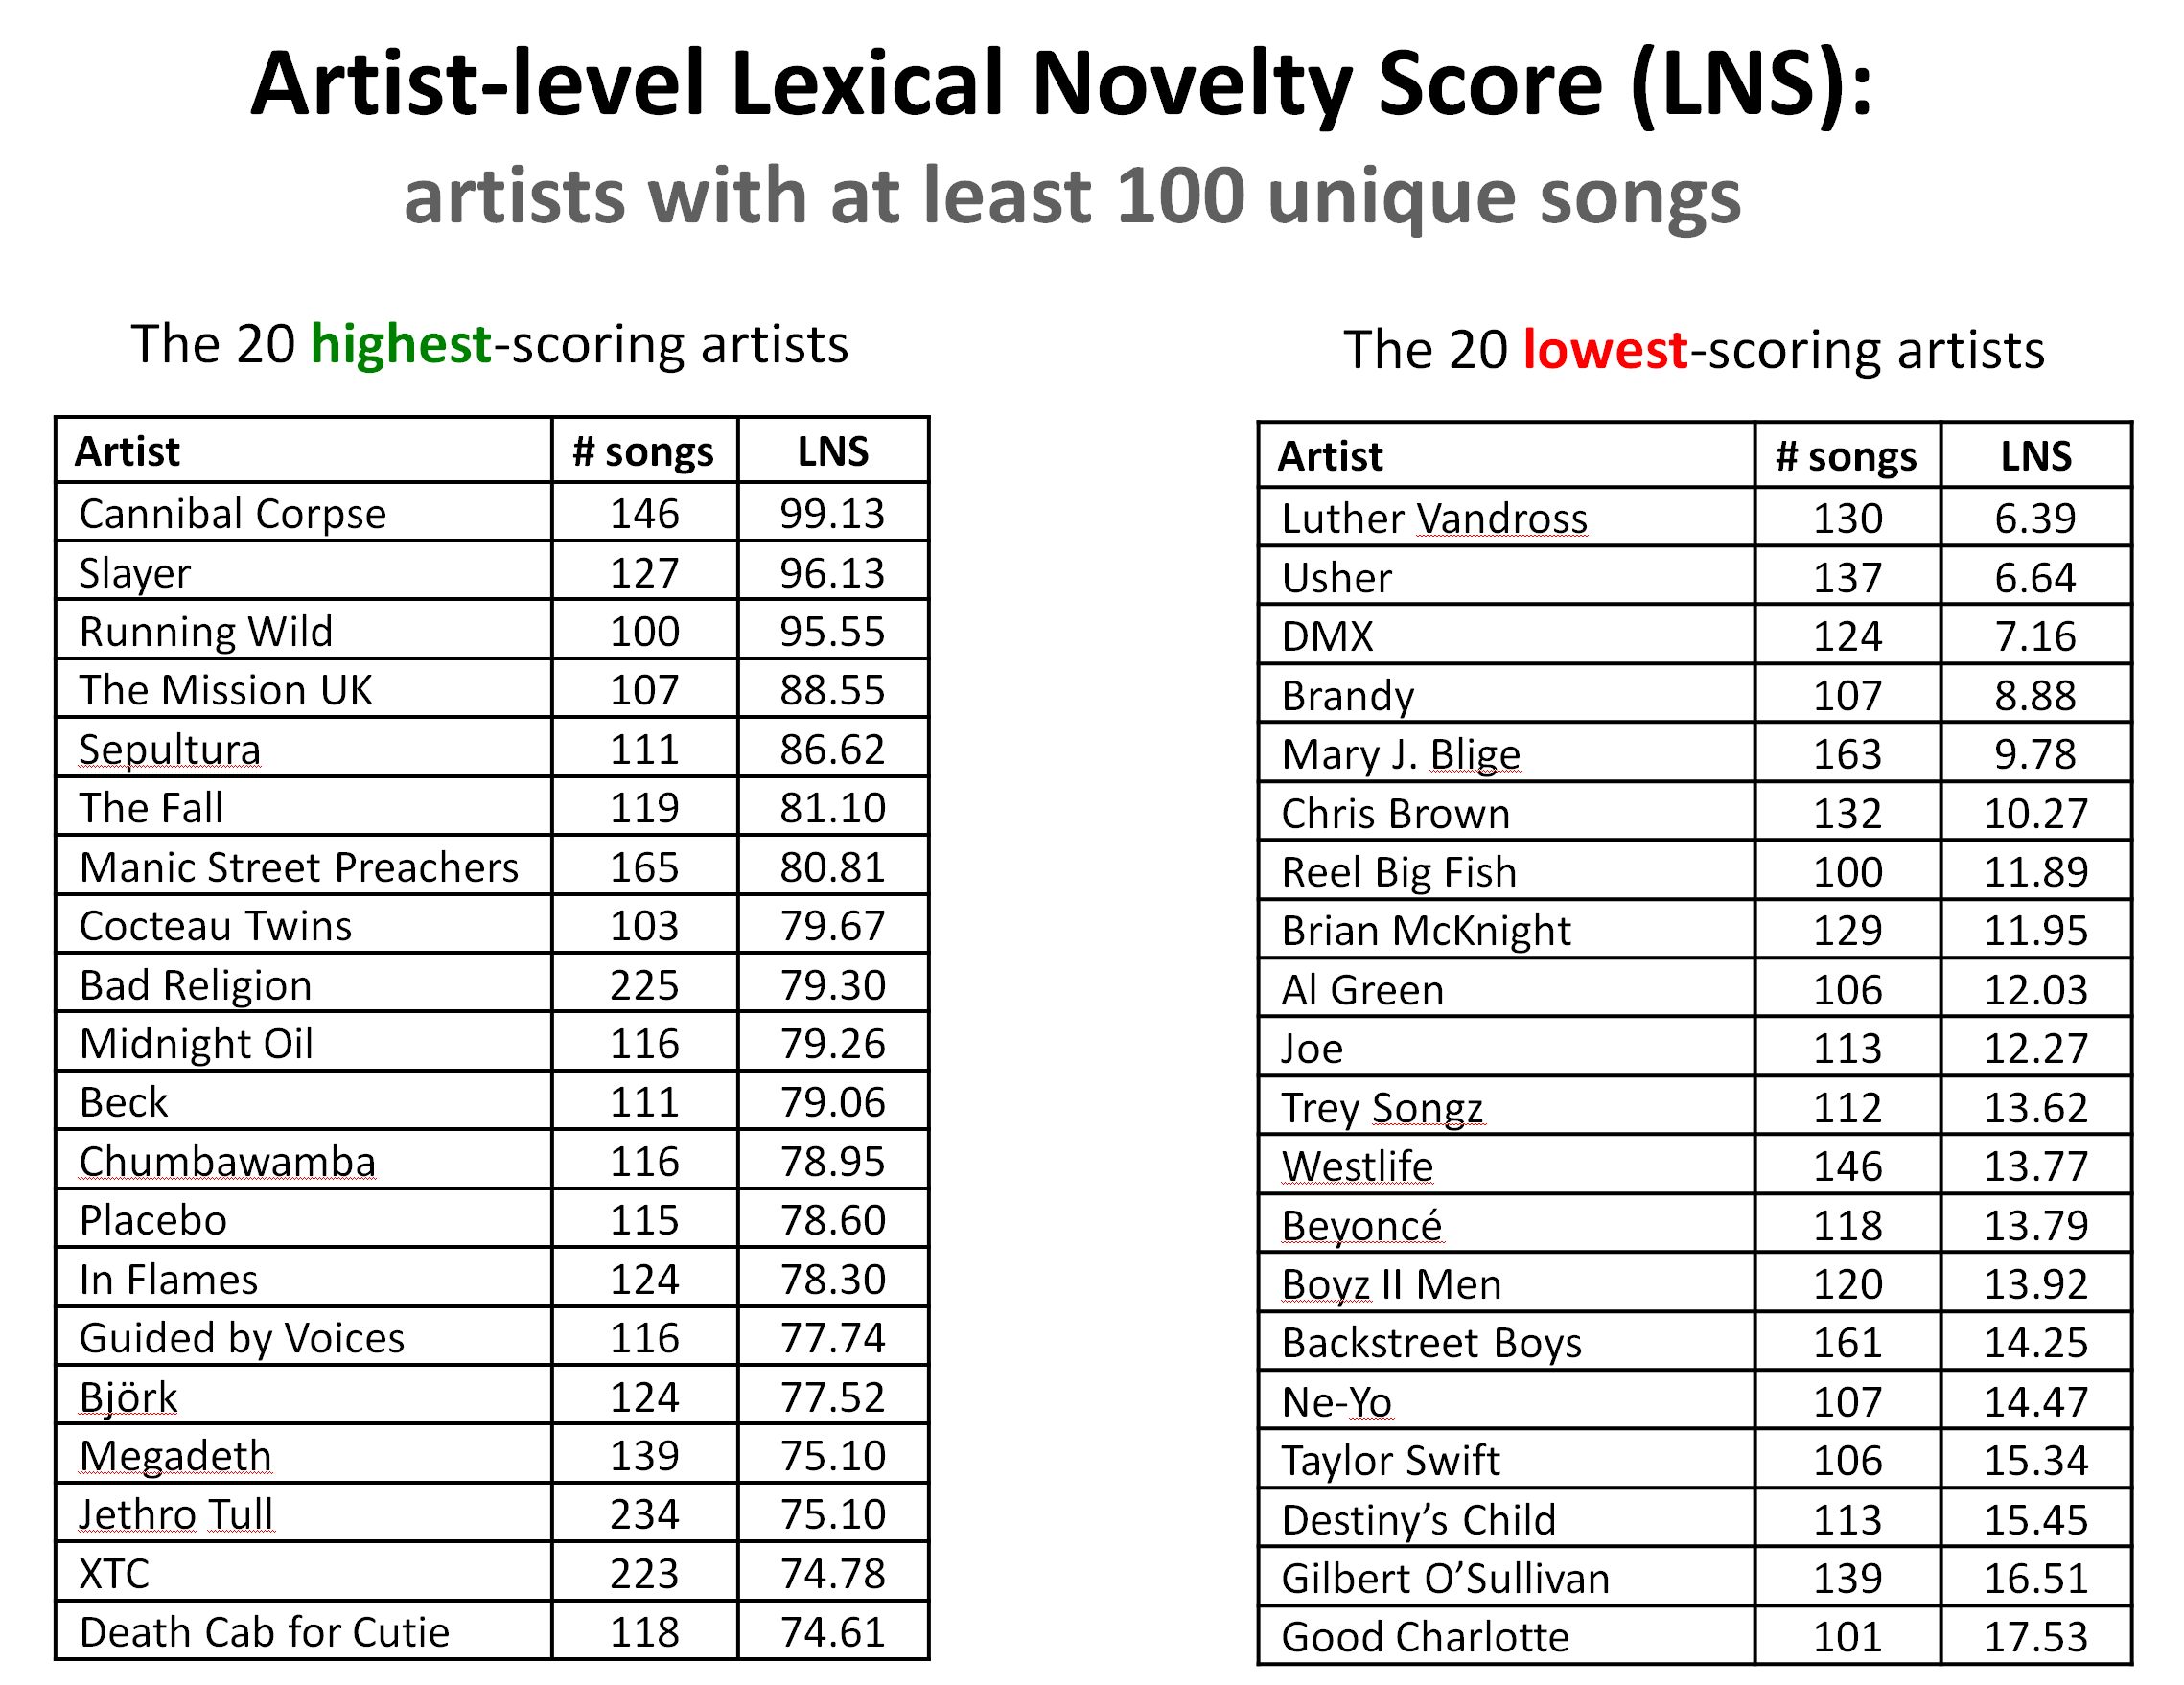 Artist-level Lexical Novelty Score (LNS):
artists with at least 100 unique songs
The 20 highest-scoring artists
Artist # songs LNS
Cannibal Corpse 146 99.13
Slayer 127 96.13
Running Wild 100 95.55
The Mission UK 107 88.55
Sepultura 111 86.62
The Fall 119 81.10
Manic Street Preachers 165 80.81
Cocteau Twins 103 79.67
Bad Religion 225 79.30
Midnight Oil 116 79.26
Beck 111 79.06
Chumbawamba 116 78.95
Placebo 115 78.60
In Flames 124 78.30
Guided by Voices 116 77.74
Björk 124 77.52
Megadeth 139 75.10
Jethro Tull 234 75.10
XTC 223 74.78
Death Cab for Cutie 118 74.61
The 20 lowest-scoring artists
Artist # songs LNS
Luther Vandross 130 6.39
Usher 137 6.64
DMX 124 7.16
Brandy 107 8.88
Mary J. Blige 163 9.78
Chris Brown 132 10.27
Reel Big Fish 100 11.89
Brian McKnight 129 11.95
Al Green 106 12.03
Joe 113 12.27
Trey Songz 112 13.62
Westlife 146 13.77
Beyoncé 118 13.79
Boyz II Men 120 13.92
Backstreet Boys 161 14.25
Ne-Yo 107 14.47
Taylor Swift 106 15.34
Destiny’s Child 113 15.45
Gilbert O’Sullivan 139 16.51
Good Charlotte 101 17.53